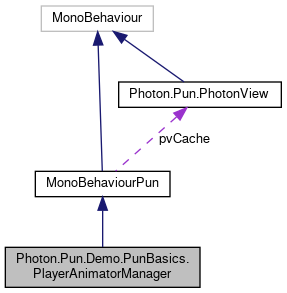 MonoBehaviour
Photon.Pun.PhotonView
pvCache
MonoBehaviourPun
Photon.Pun.Demo.PunBasics.
PlayerAnimatorManager